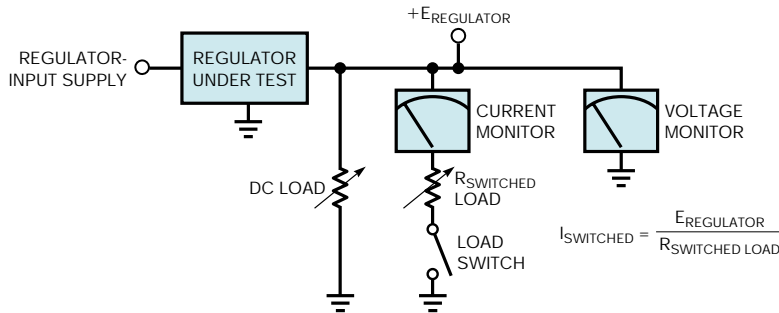 +EREGULATOR
REGULATOR-
INPUT SUPPLY
REGULATOR
UNDER TEST
CURRENT
MONITOR
VOLTAGE
MONITOR
DC LOAD
RSWITCHED
LOAD
LOAD
SWITCH
ISWITCHED = EREGULATOR
RSWITCHED LOAD